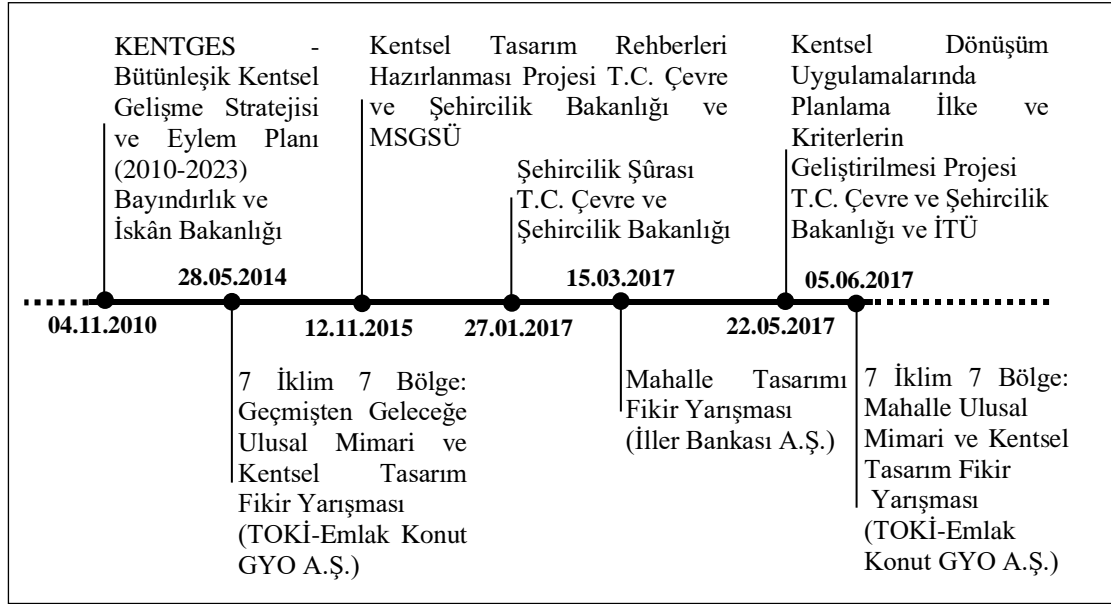 KENTGES -
Bütünleşik Kentsel
Gelişme Stratejisi
ve Eylem Planı
(2010-2023)
Bayındırlık ve
İskân Bakanlığı
Kentsel Tasarım Rehberleri
Hazırlanması Projesi T.C. Çevre
ve Şehircilik Bakanlığı ve
MSGSÜ
Şehircilik Şûrası
T.C. Çevre ve
Şehircilik Bakanlığı
Kentsel Dönüşüm
Uygulamalarında
Planlama İlke ve
Kriterlerin
Geliştirilmesi Projesi
T.C. Çevre ve Şehircilik
Bakanlığı ve İTÜ
28.05.2014
15.03.2017
05.06.2017
04.11.2010
12.11.2015
27.01.2017
22.05.2017
7 İklim 7 Bölge:
Geçmişten Geleceğe
Ulusal Mimari ve
Kentsel Tasarım
Fikir Yarışması
(TOKİ-Emlak Konut
GYO A.Ş.)
Mahalle Tasarımı
Fikir Yarışması
(İller Bankası A.Ş.)
7 İklim 7 Bölge:
Mahalle Ulusal
Mimari ve Kentsel
Tasarım Fikir
Yarışması
(TOKİ-Emlak
Konut GYO A.Ş.)